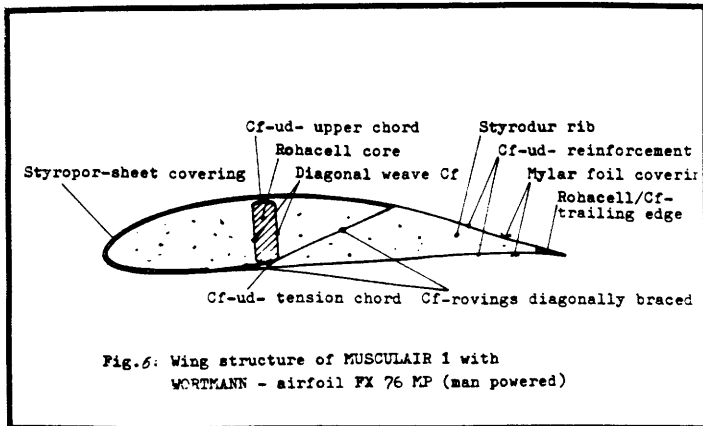 Cf-ud- upper chord
Styrodur rib
Rohacell core
Cf-ud- reinforcement
Styropor-sheet covering
Diagonal weave Cf
Mylar foil coverin
Rohacell/Cf-
trailing edge
Cf-ud- tension chord
Cf-rovings diagonally braced
Fig.6: Wing structure of MUSCULAIR 1 with
WORTMANN - airfoil FX 76 MP (man powered)